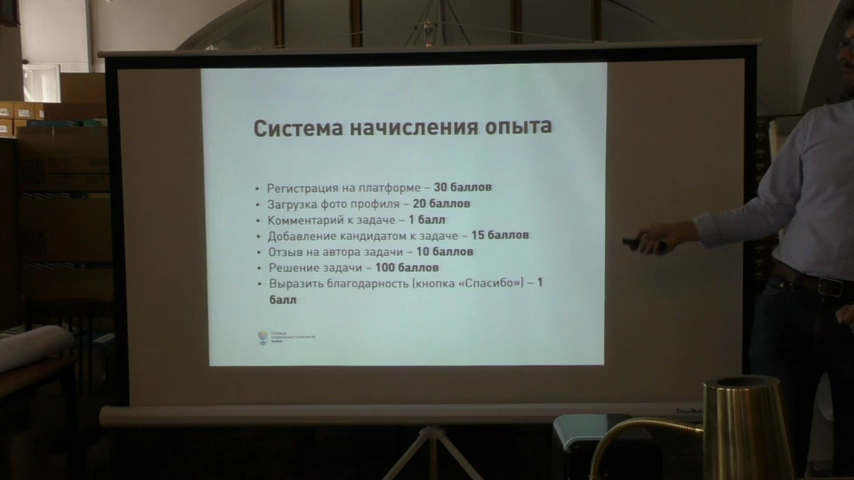 Система начисления опыта
• Регистрация на платформе – 30 баллов
• Загрузка фото профиля – 20 баллов
• Комментарий к задаче – 1 балл
• Добавление кандидатом к задаче – 15 баллов
• Отзыв на автора задачи – 10 баллов
• Решение задачи – 100 баллов
• Выразить благодарность (кнопка «Спасибо») – 1
балл